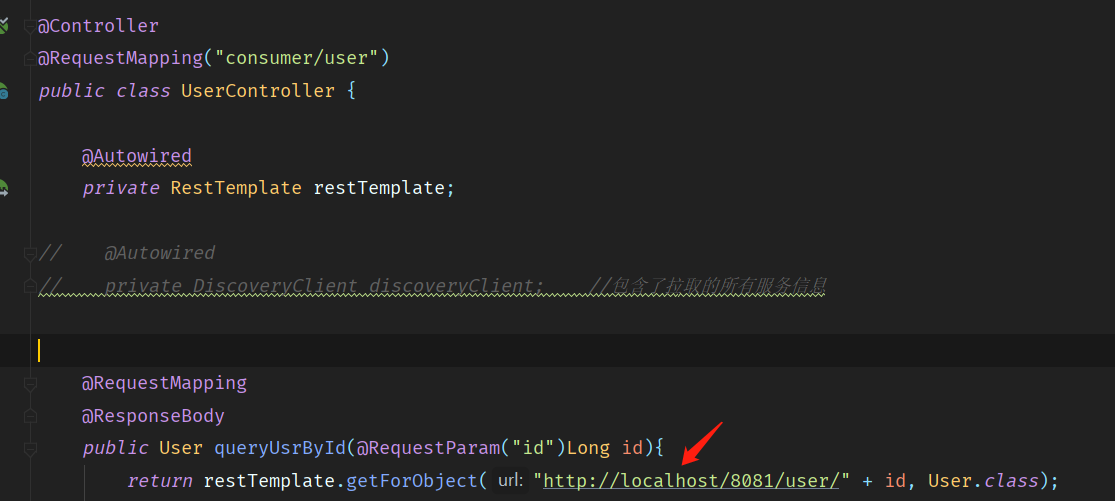 @Controller
@RequestMapping("consumer/user")
public class UserController {
@Autowired
private RestTemplate restTemplate;
// @Autowired
// private DiscoveryClient discoveryClient; //包含了拉取的所有服务信息
@RequestMapping
@ResponseBody
public User queryUsrById(@RequestParam("id")Long id){
return restTemplate.getForObject( url: "http://localhost/8081/user/" + id, User.class);